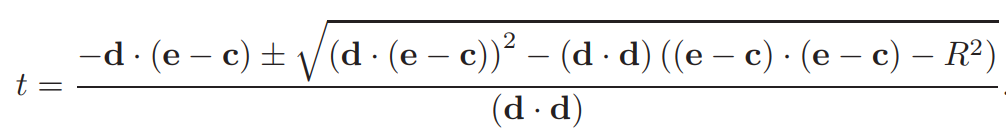 t = \frac{-\mathbf{d} \cdot (\mathbf{e} - \mathbf{c}) \pm \sqrt{(\mathbf{d} \cdot (\mathbf{e} - \mathbf{c}))^2 - (\mathbf{d} \cdot \mathbf{d}) ((\mathbf{e} - \mathbf{c}) \cdot (\mathbf{e} - \mathbf{c}) - R^2)}}{(\mathbf{d} \cdot \mathbf{d})}.